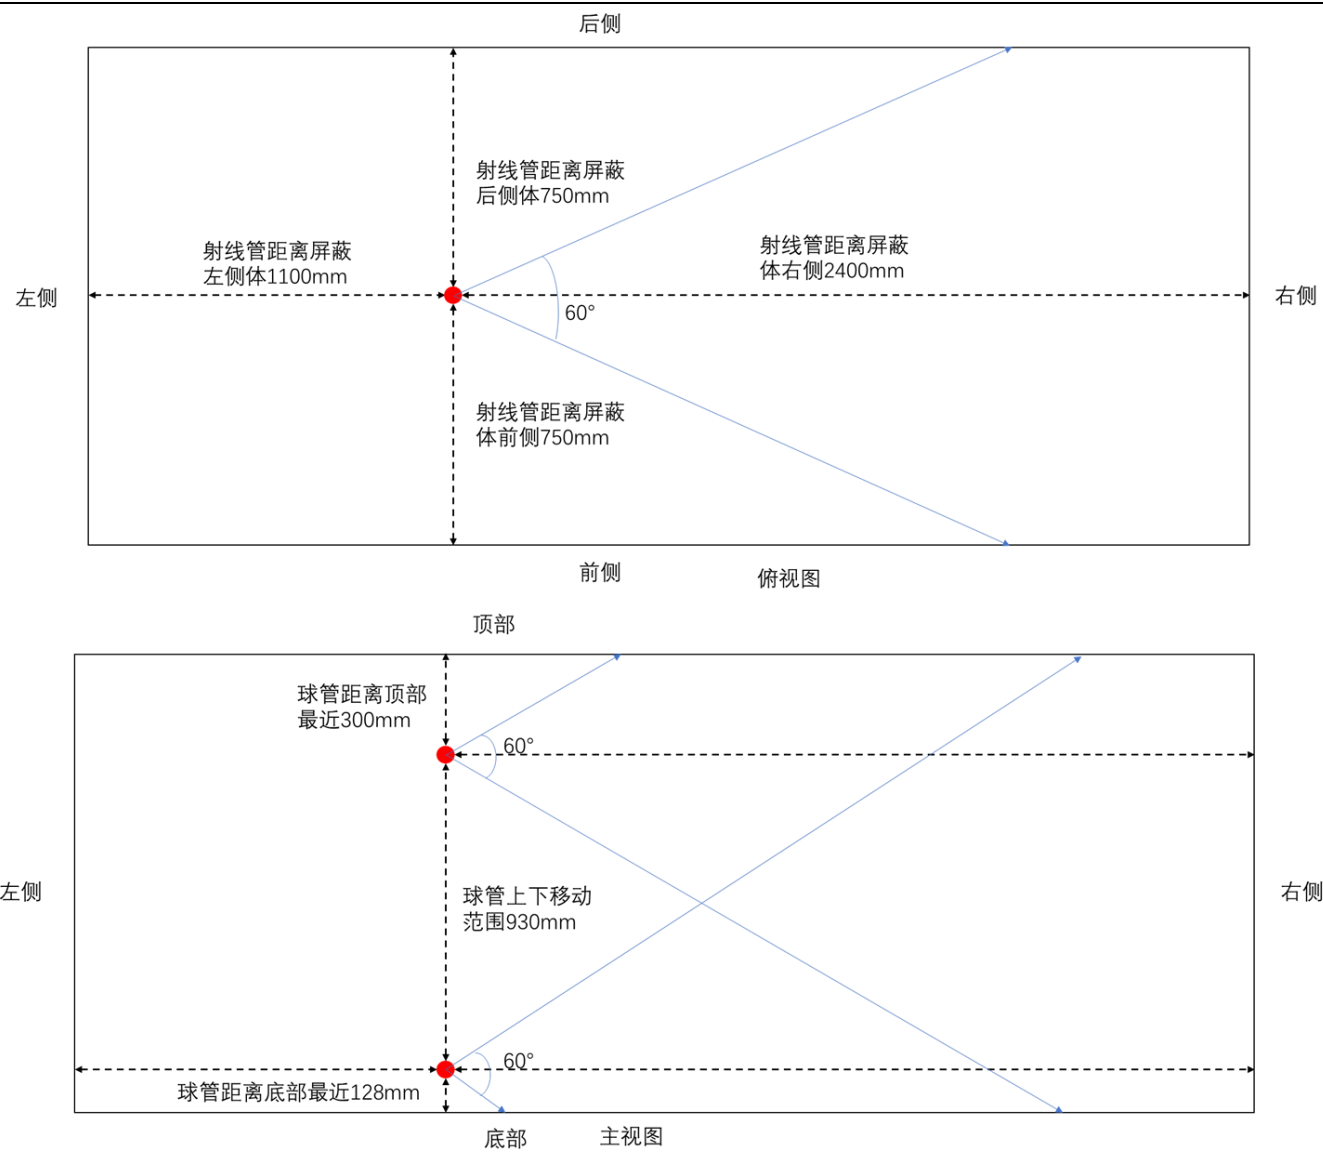 后侧
射线管距离屏蔽
后侧体750mm
射线管距离屏蔽
左侧体1100mm
射线管距离屏蔽
体右侧2400mm
左侧
60°
右侧
射线管距离屏蔽
体前侧750mm
前侧
俯视图
顶部
球管距离顶部
最近300mm
60°
左侧
球管上下移动
范围930mm
右侧
60°
球管距离底部最近128mm
底部
主视图